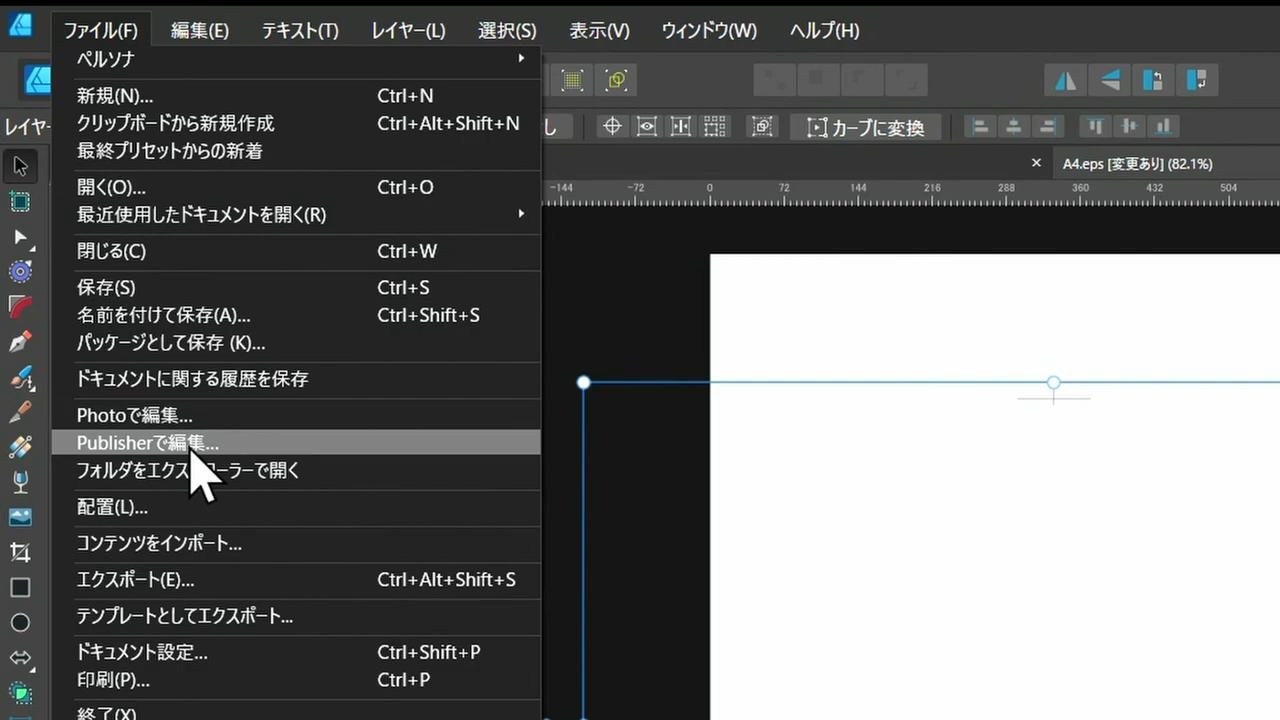 ファイル(F) 編集(E) テキスト(T) レイヤー(L) 選択(S) 表示(V) ウィンドウ(W) ヘルプ(H)
ペルソナ
新規(N)... Ctrl+N
クリップボードから新規作成 Ctrl+Alt+Shift+N
最終プリセットからの新着
開く(O)... Ctrl+O
最近使用したドキュメントを開く(R)
閉じる(C) Ctrl+W
保存(S) Ctrl+S
名前を付けて保存(A)... Ctrl+Shift+S
パッケージとして保存 (K)...
ドキュメントに関する履歴を保存
Photoで編集...
Publisherで編集...
フォルダをエクスローラーで開く
配置(L)...
コンテンツをインポート...
エクスポート(E)... Ctrl+Alt+Shift+S
テンプレートとしてエクスポート...
ドキュメント設定... Ctrl+Shift+P
印刷(P)... Ctrl+P
終了(X)
レイヤー
し
カーブに変換
× A4.eps [変更あり] (82.1%)
-144 -72 0 72 144 216 288 360 432 504